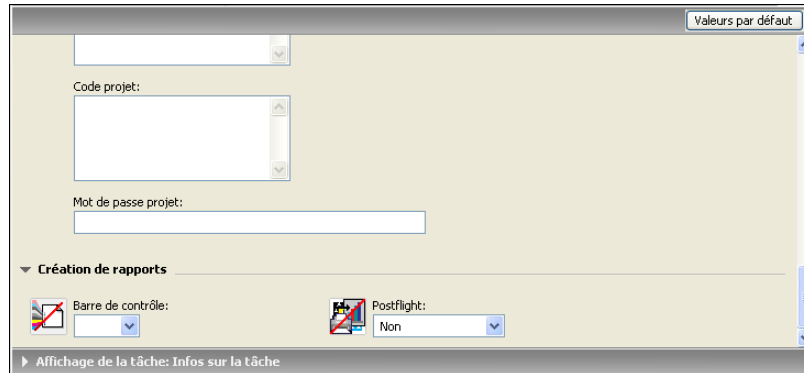 Valeurs par défaut
Code projet:
Mot de passe projet:
Création de rapports
Barre de contrôle:
Postflight:
Non
Affichage de la tâche: Infos sur la tâche